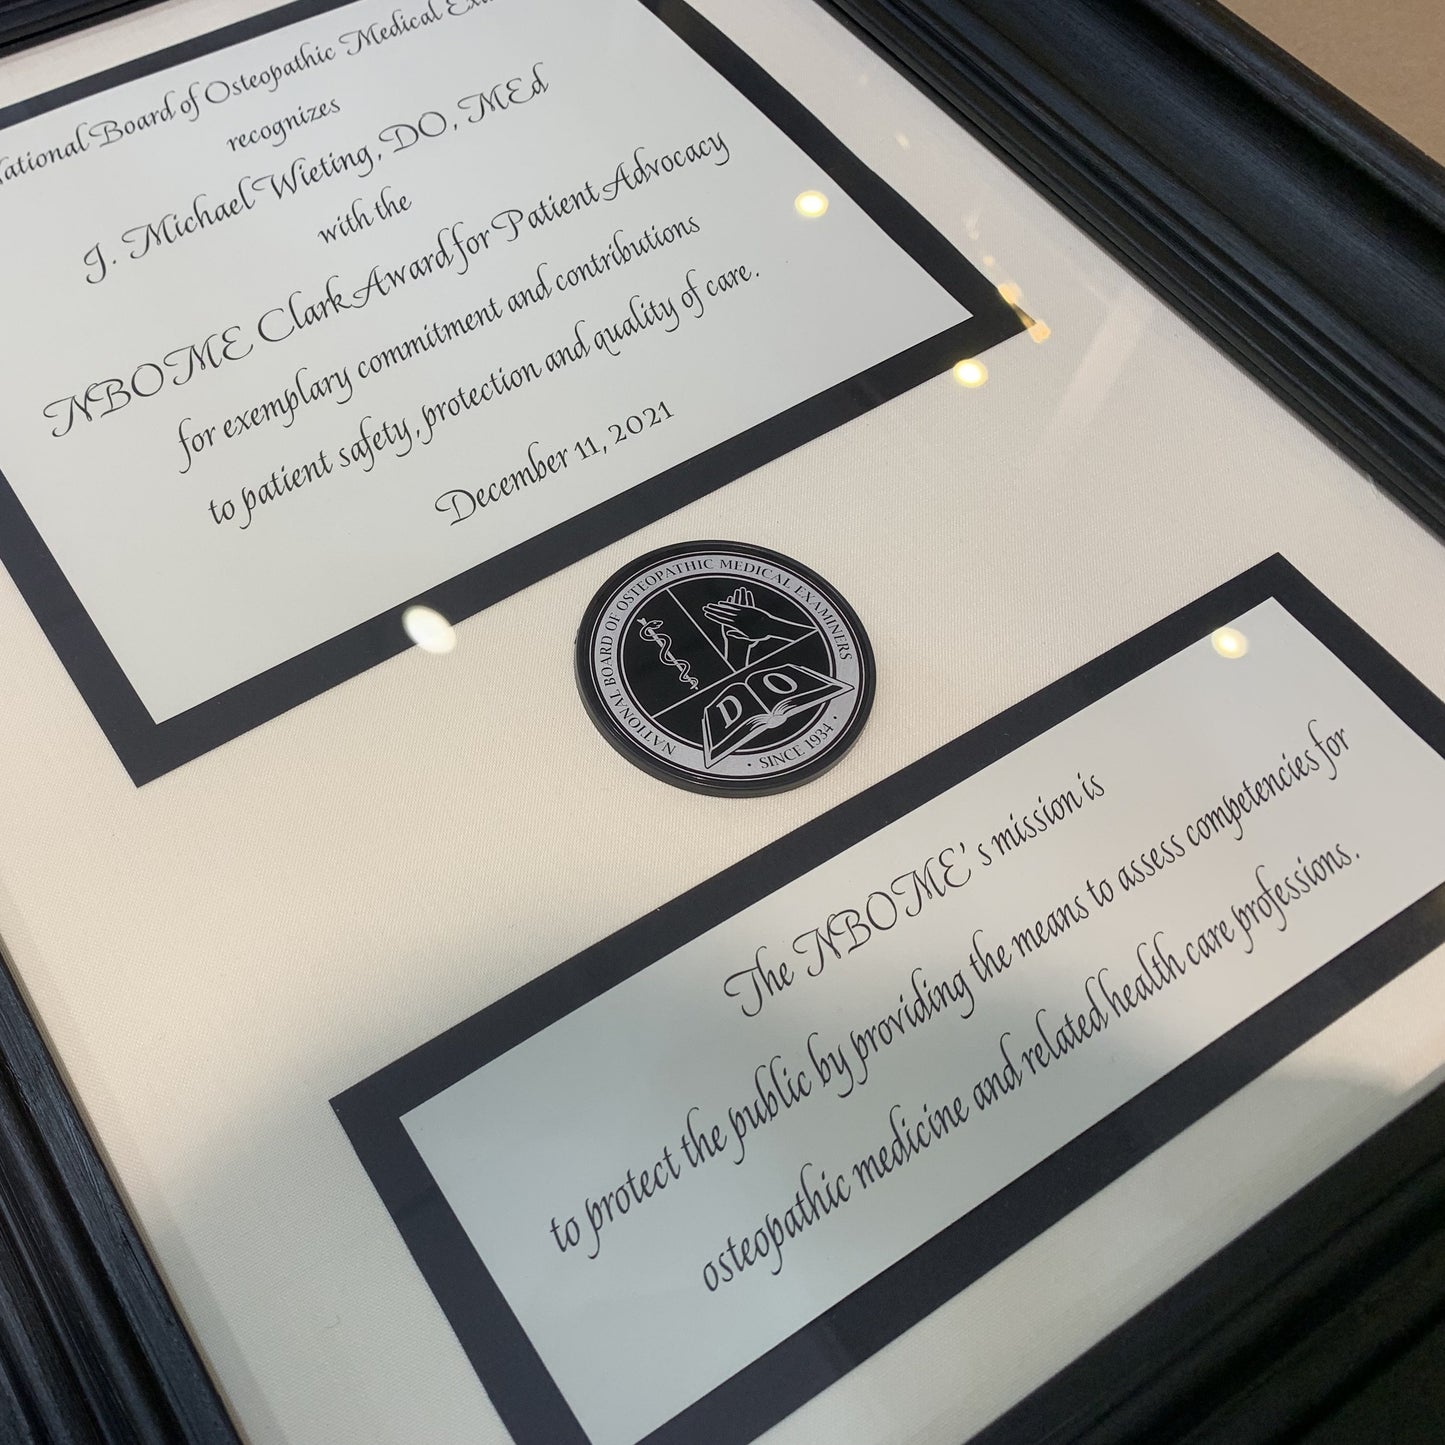 National Board of Osteopathic Medical
recognizes
J. Michael Wieting, DO, MEd
with the
NBOME Clark Award for Patient Advocacy
for exemplary commitment and contributions
to patient safety, protection and quality of care.
December 11, 2021
NATIONAL BOARD OF OSTEOPATHIC MEDICAL EXAMINERS
D O
• SINCE 1934 •
The NBOME's mission is
to protect the public by providing the means to assess competencies for
osteopathic medicine and related health care professions.